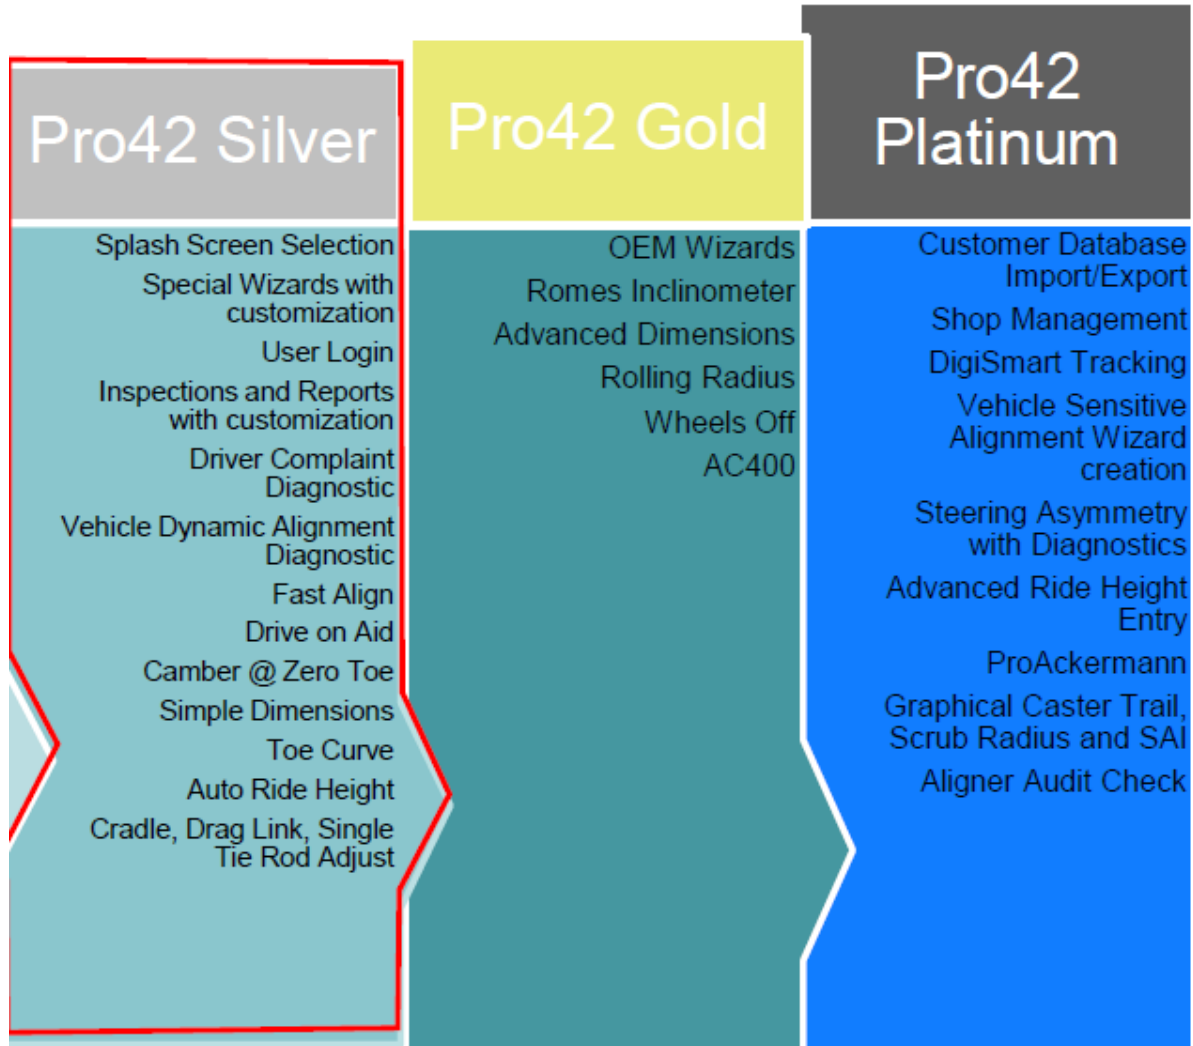 Pro42 Silver
Splash Screen Selection
Special Wizards with
customization
User Login
Inspections and Reports
with customization
Driver Complaint
Diagnostic
Vehicle Dynamic Alignment
Diagnostic
Fast Align
Drive on Aid
Camber @ Zero Toe
Simple Dimensions
Toe Curve
Auto Ride Height
Cradle, Drag Link, Single
Tie Rod Adjust
Pro42 Gold
OEM Wizards
Romes Inclinometer
Advanced Dimensions
Rolling Radius
Wheels Off
AC400
Pro42
Platinum
Customer Database
Import/Export
Shop Management
DigiSmart Tracking
Vehicle Sensitive
Alignment Wizard
creation
Steering Asymmetry
with Diagnostics
Advanced Ride Height
Entry
ProAckermann
Graphical Caster Trail,
Scrub Radius and SAI
Aligner Audit Check